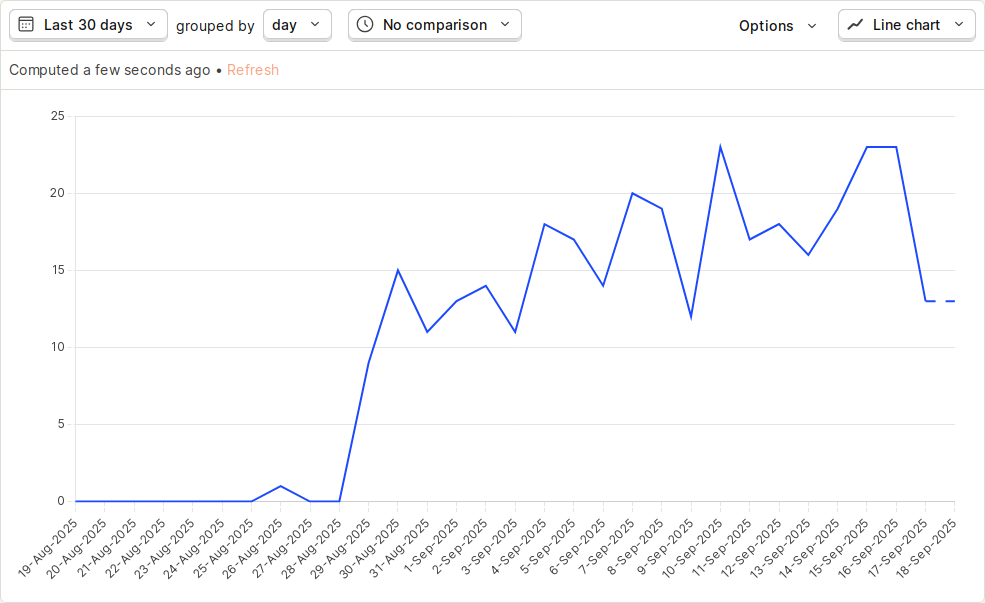 Last 30 days grouped by day No comparison Options Line chart
Computed a few seconds ago • Refresh
25
20
15
10
5
0
19-Aug-2025
20-Aug-2025
21-Aug-2025
22-Aug-2025
23-Aug-2025
24-Aug-2025
25-Aug-2025
26-Aug-2025
27-Aug-2025
28-Aug-2025
29-Aug-2025
30-Aug-2025
31-Aug-2025
1-Sep-2025
2-Sep-2025
3-Sep-2025
4-Sep-2025
5-Sep-2025
6-Sep-2025
7-Sep-2025
8-Sep-2025
9-Sep-2025
10-Sep-2025
11-Sep-2025
12-Sep-2025
13-Sep-2025
14-Sep-2025
15-Sep-2025
16-Sep-2025
17-Sep-2025
18-Sep-2025